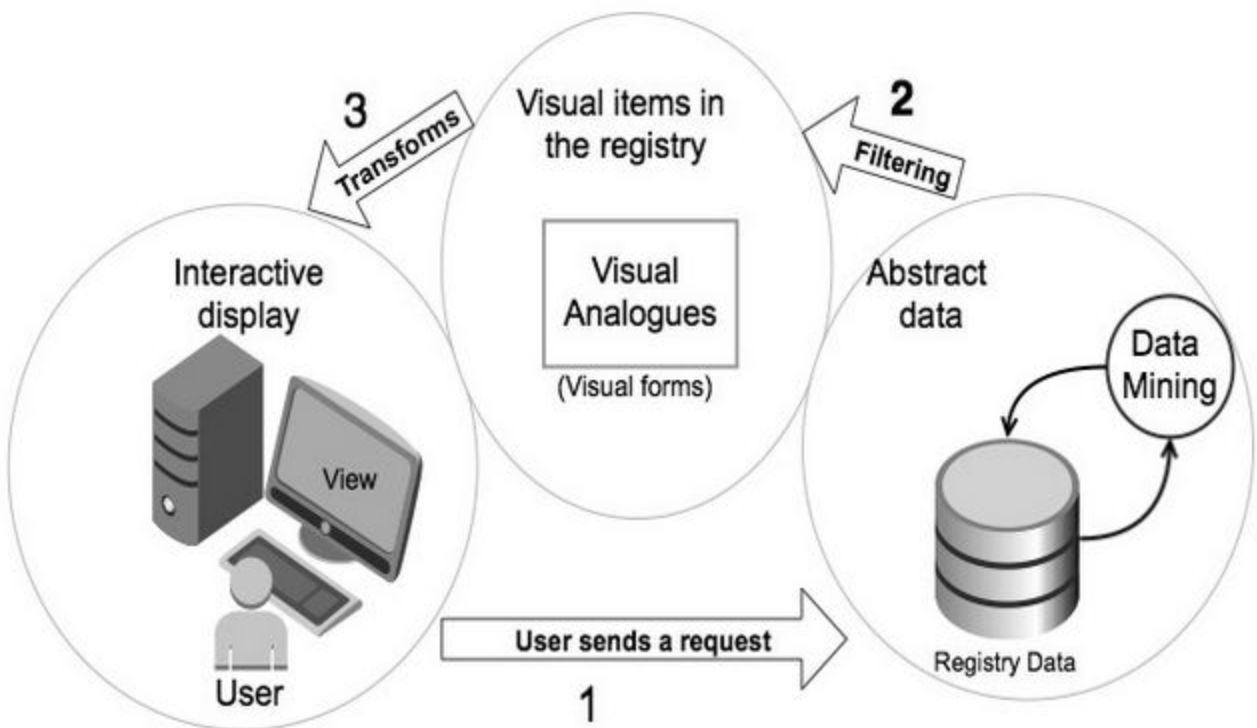 3
Transforms
Visual items in
the registry
2
Filtering
Interactive
display
Visual
Analogues
(Visual forms)
Abstract
data
Data
Mining
View
User sends a request
Registry Data
User
1